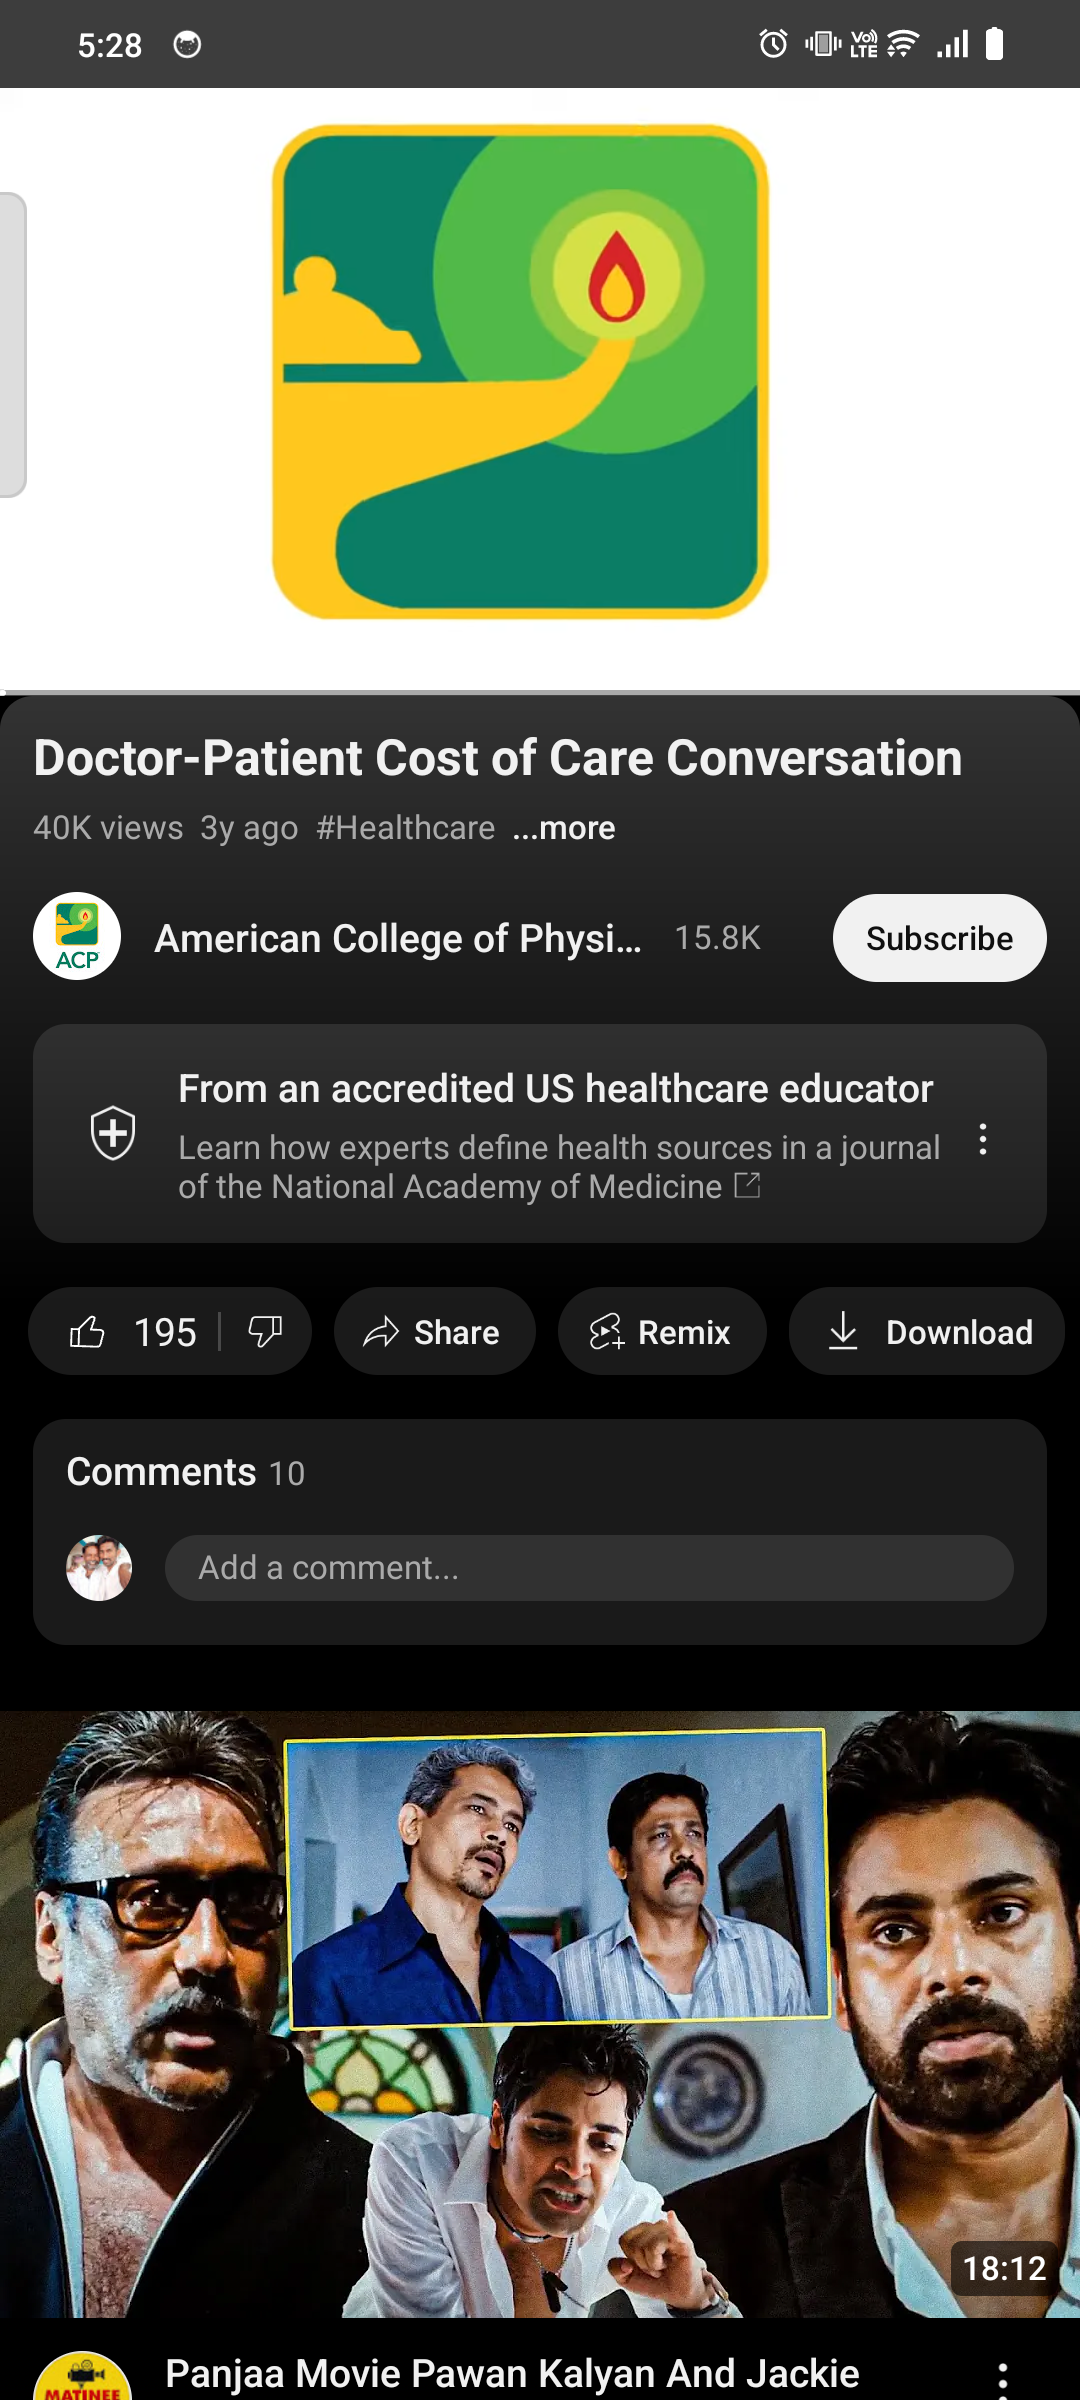 5:28
Vo)) LTE
Doctor-Patient Cost of Care Conversation
40K views 3y ago #Healthcare ...more
ACP
American College of Physi... 15.8K Subscribe
From an accredited US healthcare educator
Learn how experts define health sources in a journal
of the National Academy of Medicine
195 Share Remix Download
Comments 10
Add a comment...
18:12
MATINEE
Panjaa Movie Pawan Kalyan And Jackie